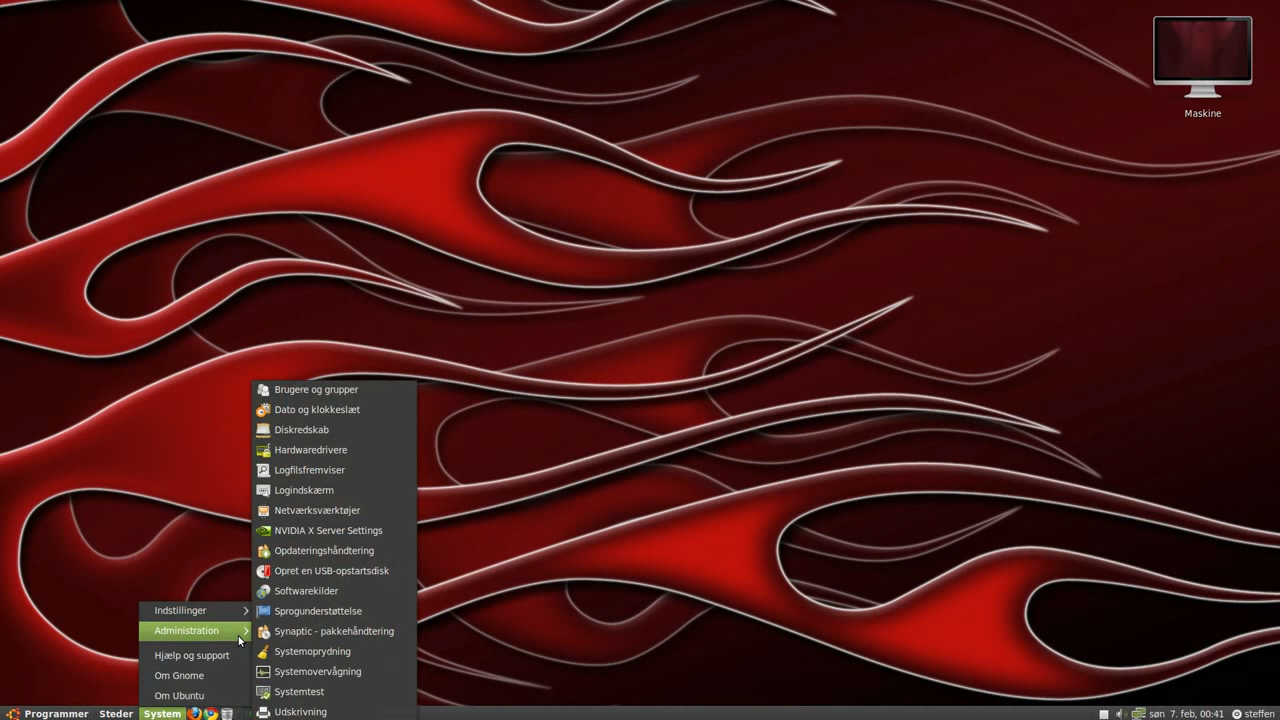 Maskine
Brugere og grupper
Dato og klokkeslæt
Diskredskab
Hardwaredrivere
Logfilsfremviser
Logindskærm
Netværksværktøjer
NVIDIA X Server Settings
Opdateringshåndtering
Opret en USB-opstartsdisk
Softwarekilder
Sprogunderstøttelse
Synaptic - pakkehåndtering
Systemoprydning
Systemovervågning
Systemtest
Udskrivning
Indstillinger
Administration
Hjælp og support
Om Gnome
Om Ubuntu
Programmer Steder System søn 7. feb, 00:41 steffen